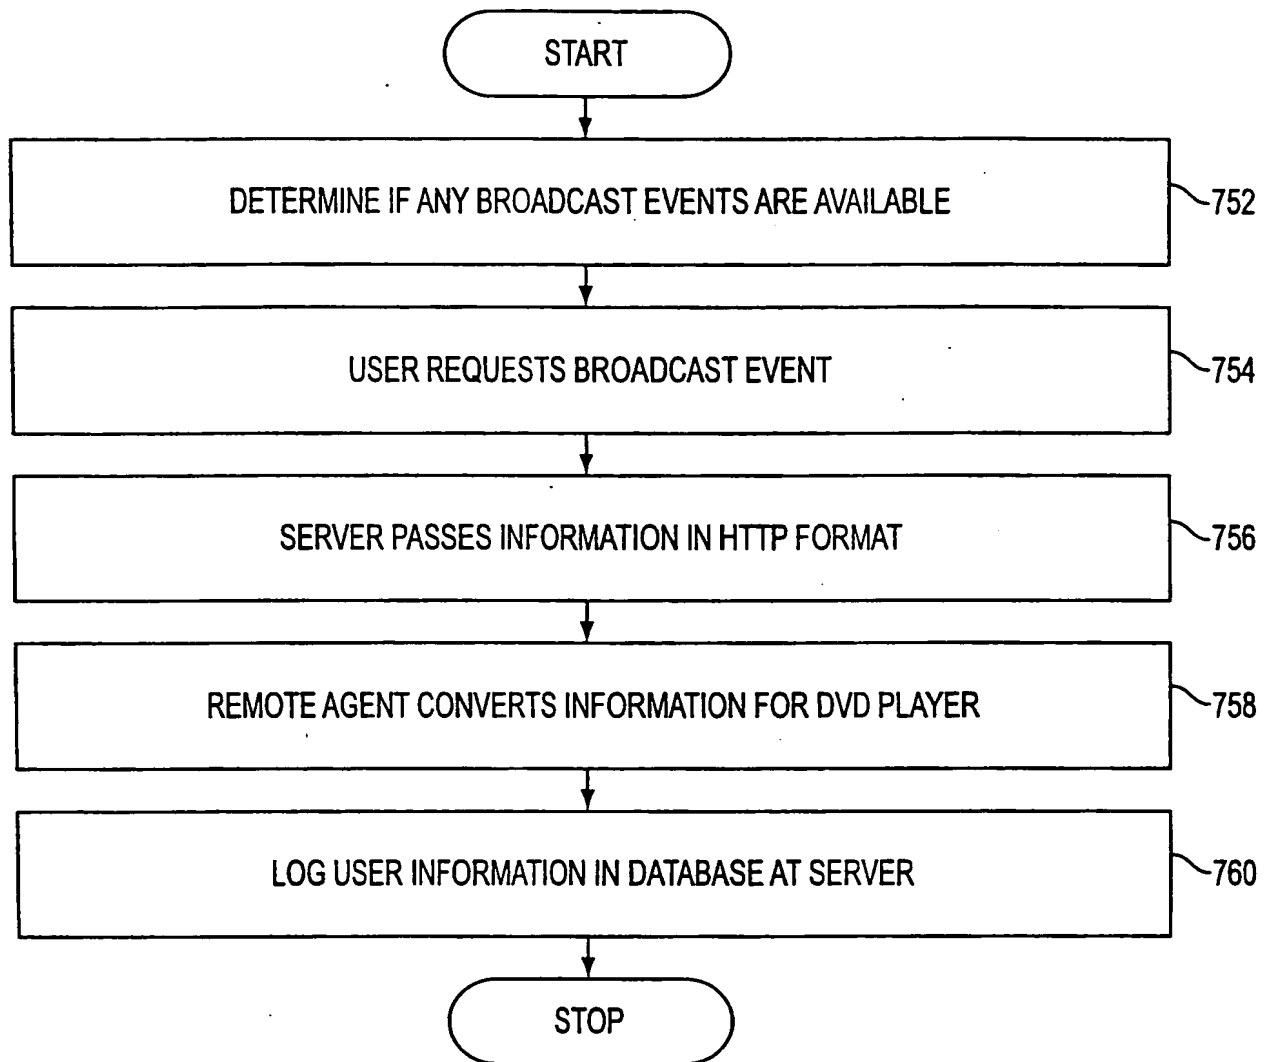 START
DETERMINE IF ANY BROADCAST EVENTS ARE AVAILABLE
752
USER REQUESTS BROADCAST EVENT
754
SERVER PASSES INFORMATION IN HTTP FORMAT
756
REMOTE AGENT CONVERTS INFORMATION FOR DVD PLAYER
758
LOG USER INFORMATION IN DATABASE AT SERVER
760
STOP